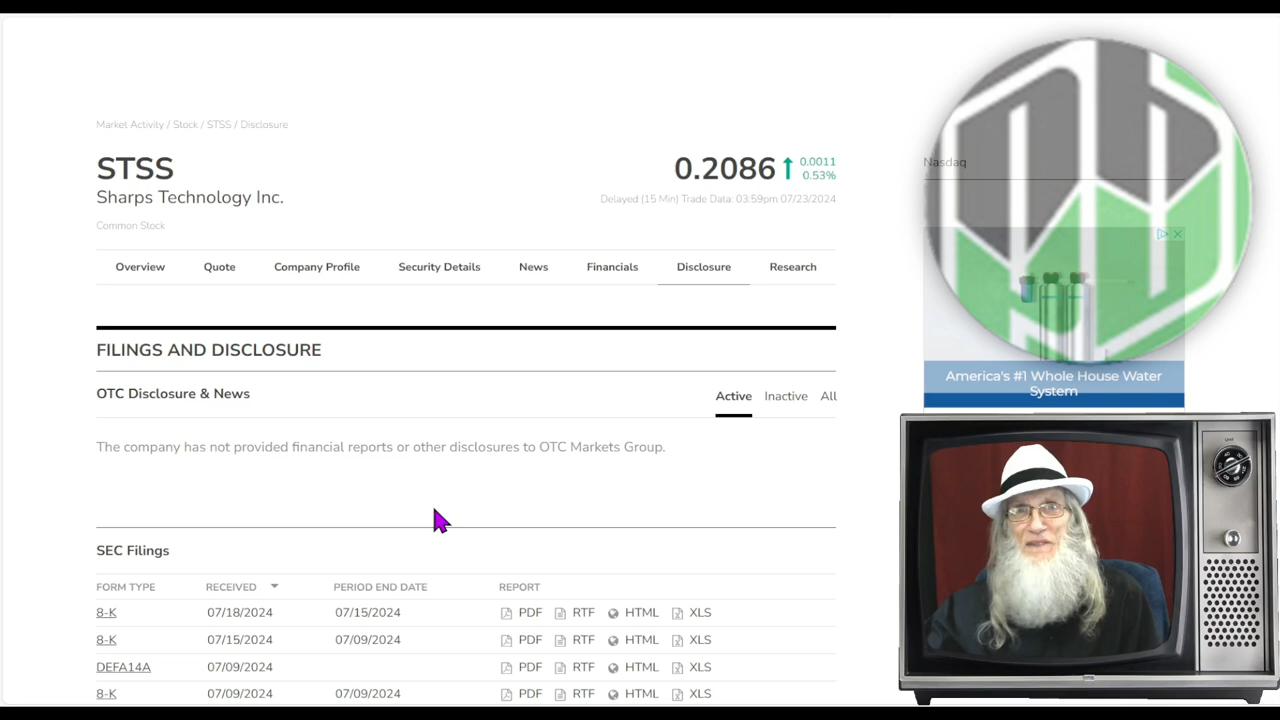 Market Activity / Stock / STSS / Disclosure
STSS
0.2086
0.0011
0.53%
Sharps Technology Inc.
Delayed (15 Min) Trade Data: 03:59pm 07/23/2024
Common Stock
Nasdaq
Overview Quote Company Profile Security Details News Financials Disclosure Research
FILINGS AND DISCLOSURE
OTC Disclosure & News
Active Inactive All
The company has not provided financial reports or other disclosures to OTC Markets Group.
America's #1 Whole House Water
System
SEC Filings
FORM TYPE RECEIVED PERIOD END DATE REPORT
8-K 07/18/2024 07/15/2024 PDF RTF HTML XLS
8-K 07/15/2024 07/09/2024 PDF RTF HTML XLS
DEFA14A 07/09/2024 PDF RTF HTML XLS
8-K 07/09/2024 07/09/2024 PDF RTF HTML XLS